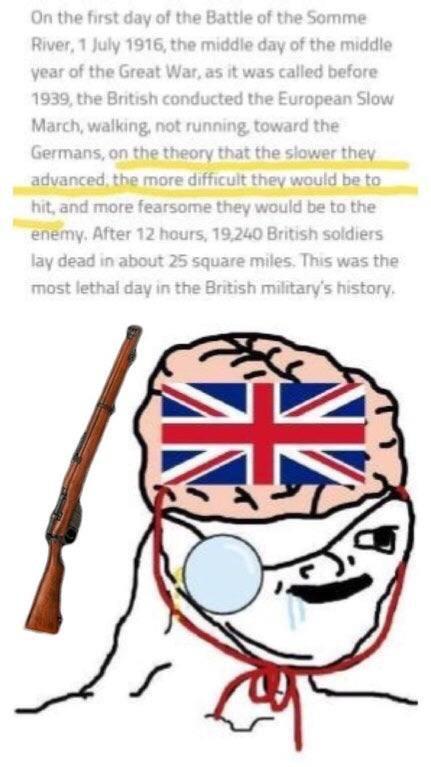 On the first day of the Battle of the Somme
River, 1 July 1916, the middle day of the middle
year of the Great War, as it was called before
1939, the British conducted the European Slow
March, walking, not running, toward the
Germans, on the theory that the slower they
advanced, the more difficult they would be to
hit, and more fearsome they would be to the
enemy. After 12 hours, 19,240 British soldiers
lay dead in about 25 square miles. This was the
most lethal day in the British military's history.